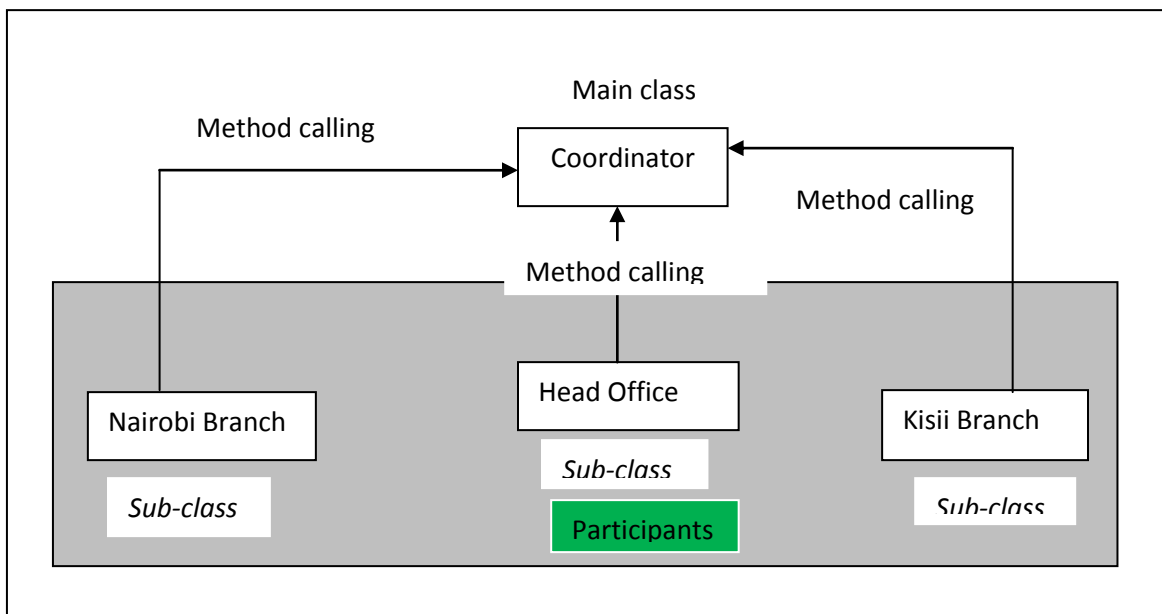 Main class
Method calling
Coordinator
Method calling
Method calling
Head Office
Nairobi Branch
Kisii Branch
Sub-class
Sub-class
Sub-class
Participants